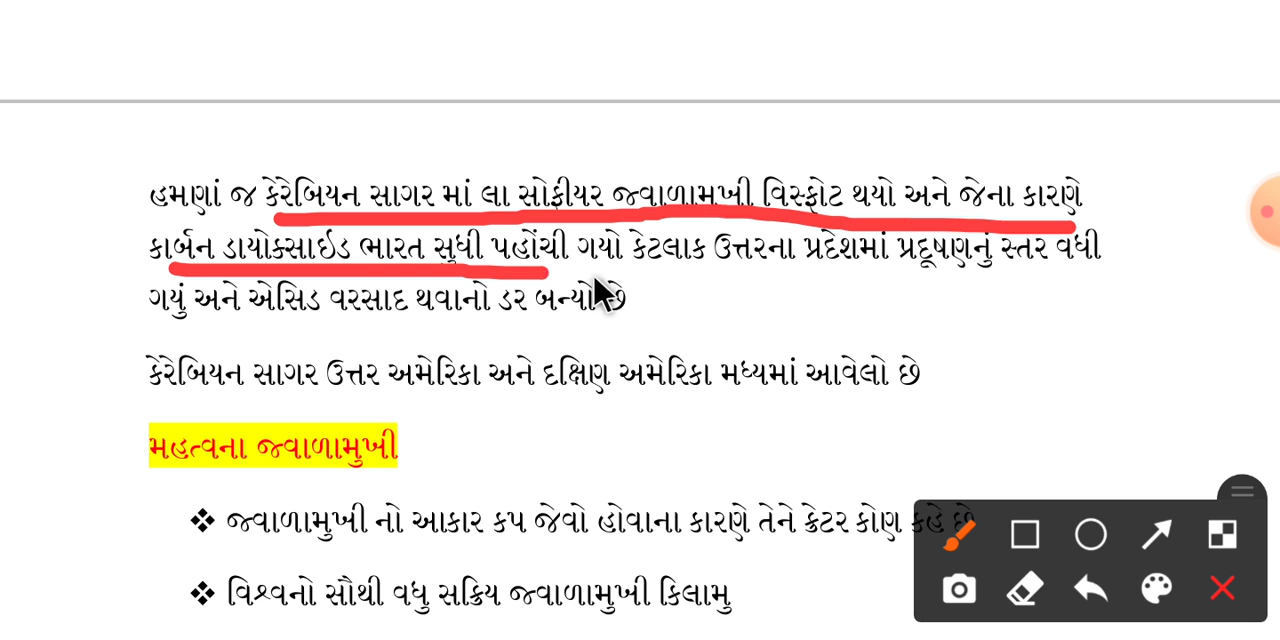 હમણાં જ કેરેબિયન સાગર માં લા સોફીયર જ્વાળામખી વિસ્ફોટ થયો અને જેના કારણે
કાર્બન ડાયોક્સાઇડ ભારત સુધી પહોંચી ગયો કેટલાક ઉત્તરના પ્રદેશમાં પ્રદૂષણનું સ્તર વધી
ગયું અને એસિડ વરસાદ થવાનો ડર બન્યો છે
કેરેબિયન સાગર ઉત્તર અમેરિકા અને દક્ષિણ અમેરિકા મધ્યમાં આવેલો છે
મહત્વના જ્વાળામુખી
❖ જ્વાળામુખી નો આકાર કપ જેવો હોવાના કારણે તેને ક્રેટર કોણ કહે છે
❖ વિશ્વનો સૌથી વધુ સક્રિય જ્વાળામુખી કિલામુ